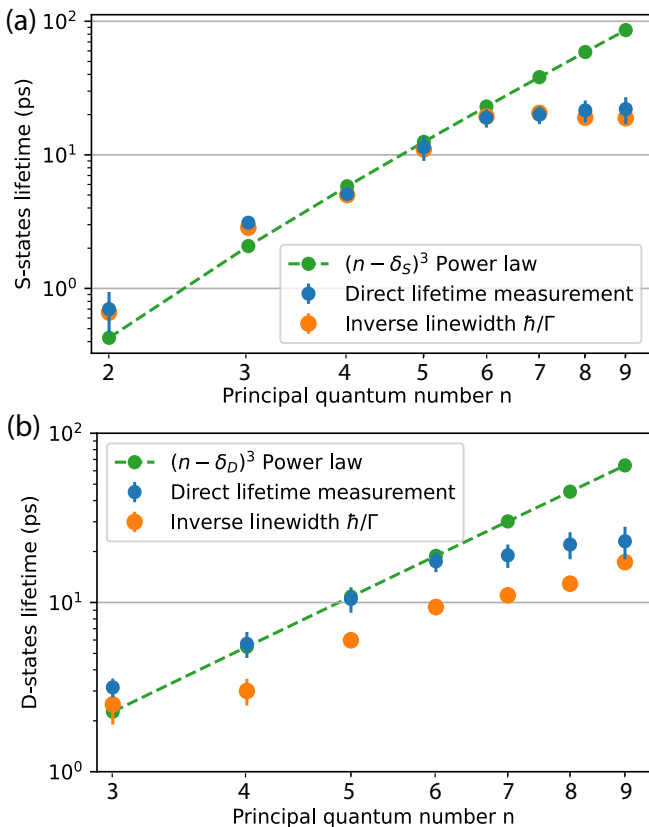 (a)
S-states lifetime (ps)
10²
10¹
10⁰
(n − δ_S)³ Power law
Direct lifetime measurement
Inverse linewidth ℏ/Γ
2 3 4 5 6 7 8 9
Principal quantum number n
(b)
D-states lifetime (ps)
10²
10¹
10⁰
(n − δ_D)³ Power law
Direct lifetime measurement
Inverse linewidth ℏ/Γ
3 4 5 6 7 8 9
Principal quantum number n